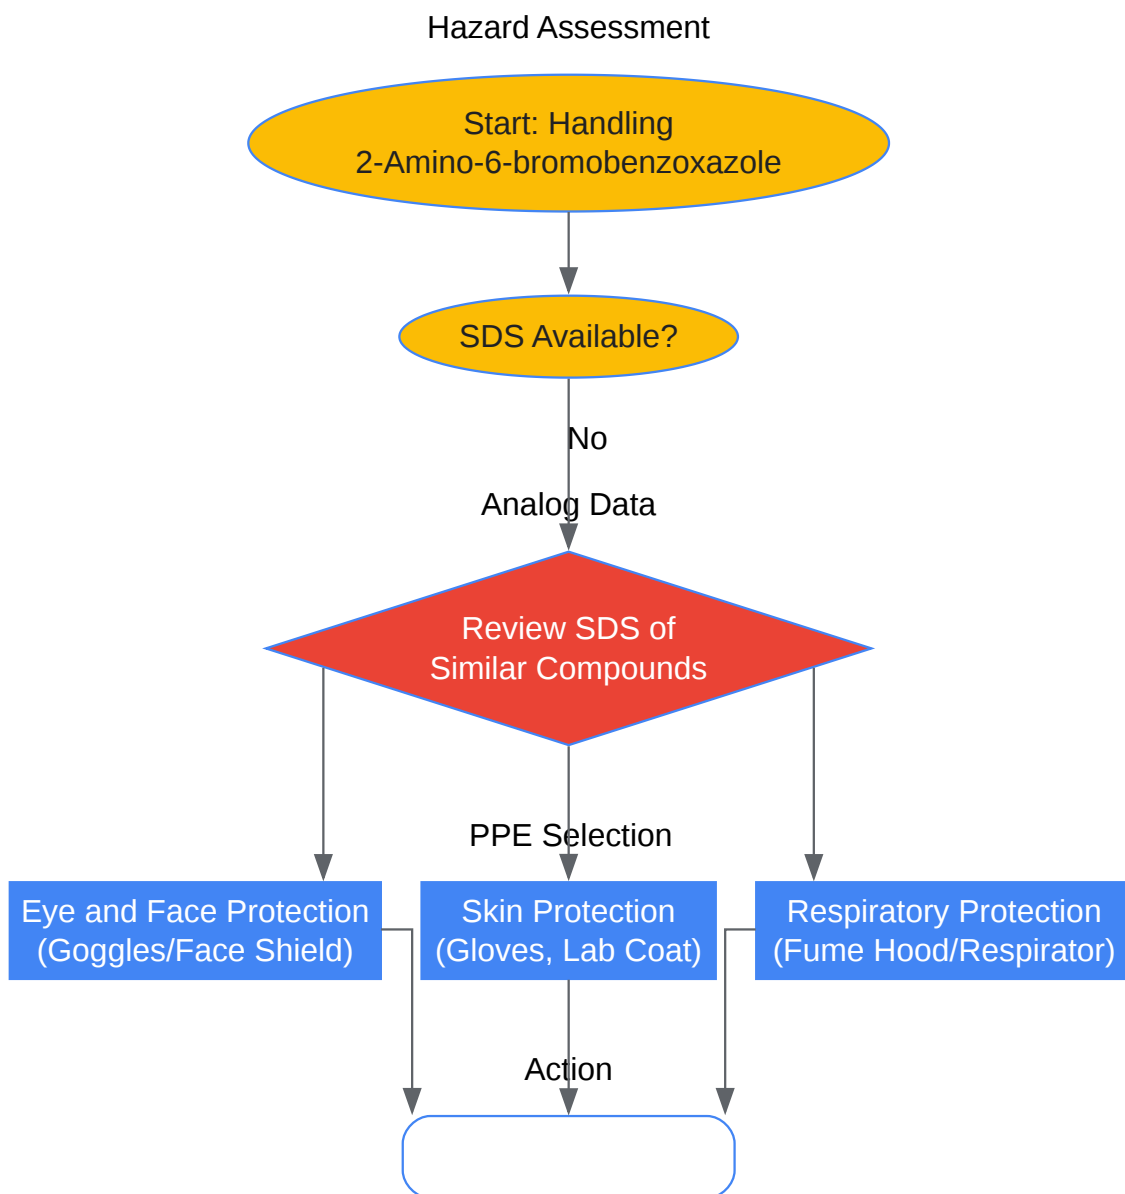 Hazard Assessment
Start: Handling
2-Amino-6-bromobenzoxazole
SDS Available?
No
Analog Data
Review SDS of
Similar Compounds
PPE Selection
Eye and Face Protection
(Goggles/Face Shield)
Skin Protection
(Gloves, Lab Coat)
Respiratory Protection
(Fume Hood/Respirator)
Action